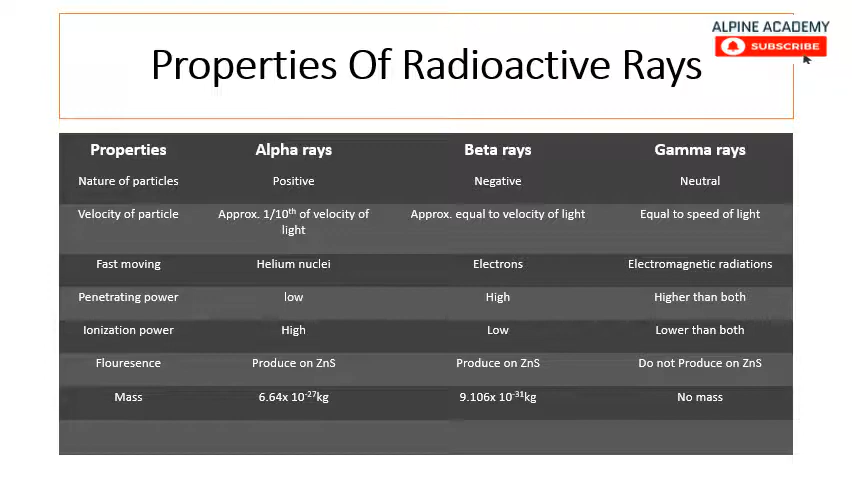 ALPINE ACADEMY
SUBSCRIBE
Properties Of Radioactive Rays
Properties Alpha rays Beta rays Gamma rays
Nature of particles Positive Negative Neutral
Velocity of particle Approx. 1/10th of velocity of light Approx. equal to velocity of light Equal to speed of light
Fast moving Helium nuclei Electrons Electromagnetic radiations
Penetrating power low High Higher than both
Ionization power High Low Lower than both
Flouresence Produce on ZnS Produce on ZnS Do not Produce on ZnS
Mass 6.64x 10-27kg 9.106x 10-31kg No mass